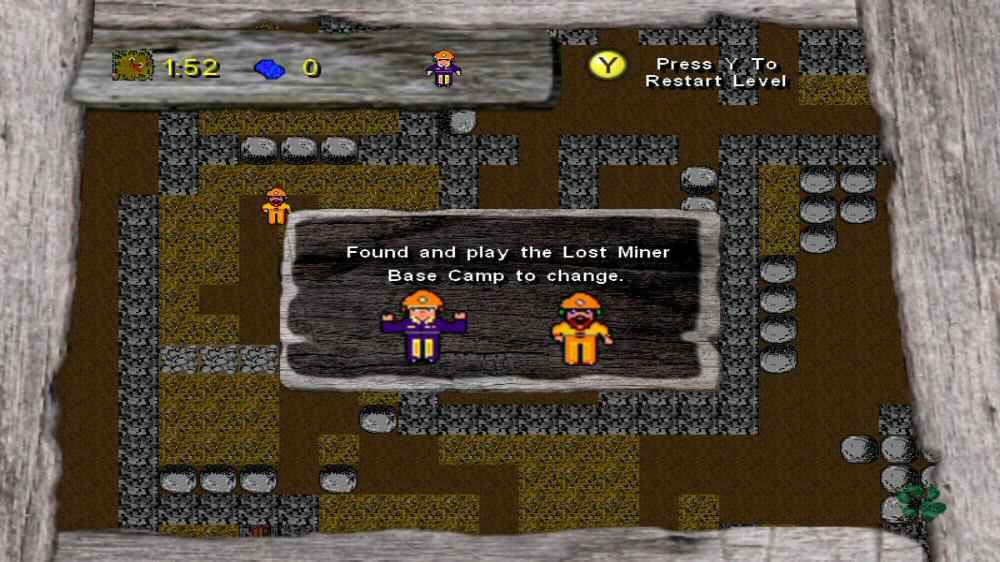 1:52 0
Y
Press Y To
Restart Level
Found and play the Lost Miner
Base Camp to change.